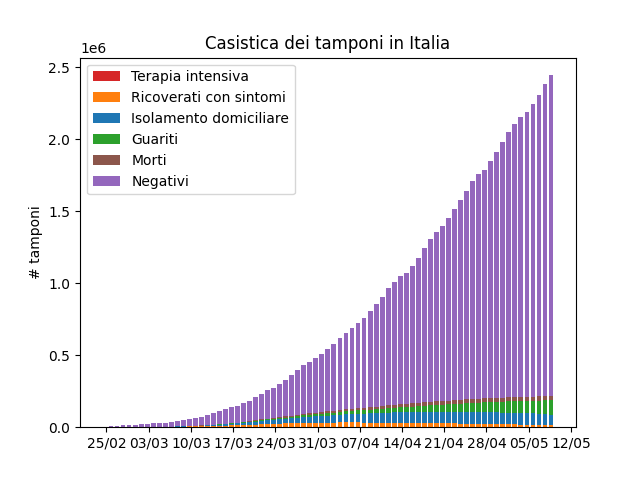 Casistica dei tamponi in Italia
1e6
Terapia intensiva
Ricoverati con sintomi
Isolamento domiciliare
Guariti
Morti
Negativi
# tamponi
2.5
2.0
1.5
1.0
0.5
0.0
25/02 03/03 10/03 17/03 24/03 31/03 07/04 14/04 21/04 28/04 05/05 12/05